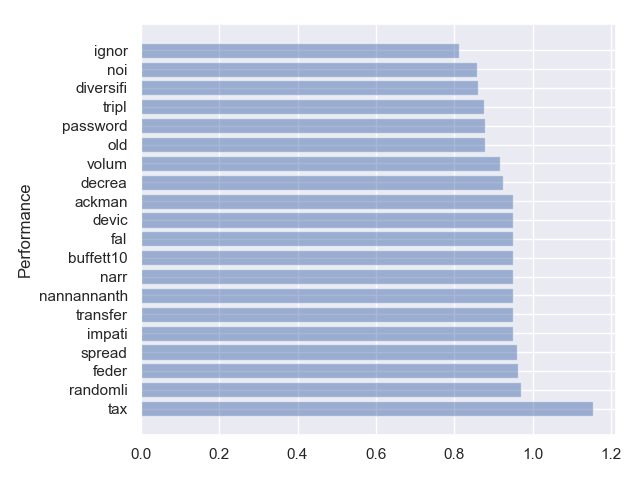 ignor
noi
diversifi
tripl
password
old
volum
decrea
ackman
devic
fal
buffett10
narr
nannannanth
transfer
impati
spread
feder
randomli
tax
Performance
0.0 0.2 0.4 0.6 0.8 1.0 1.2